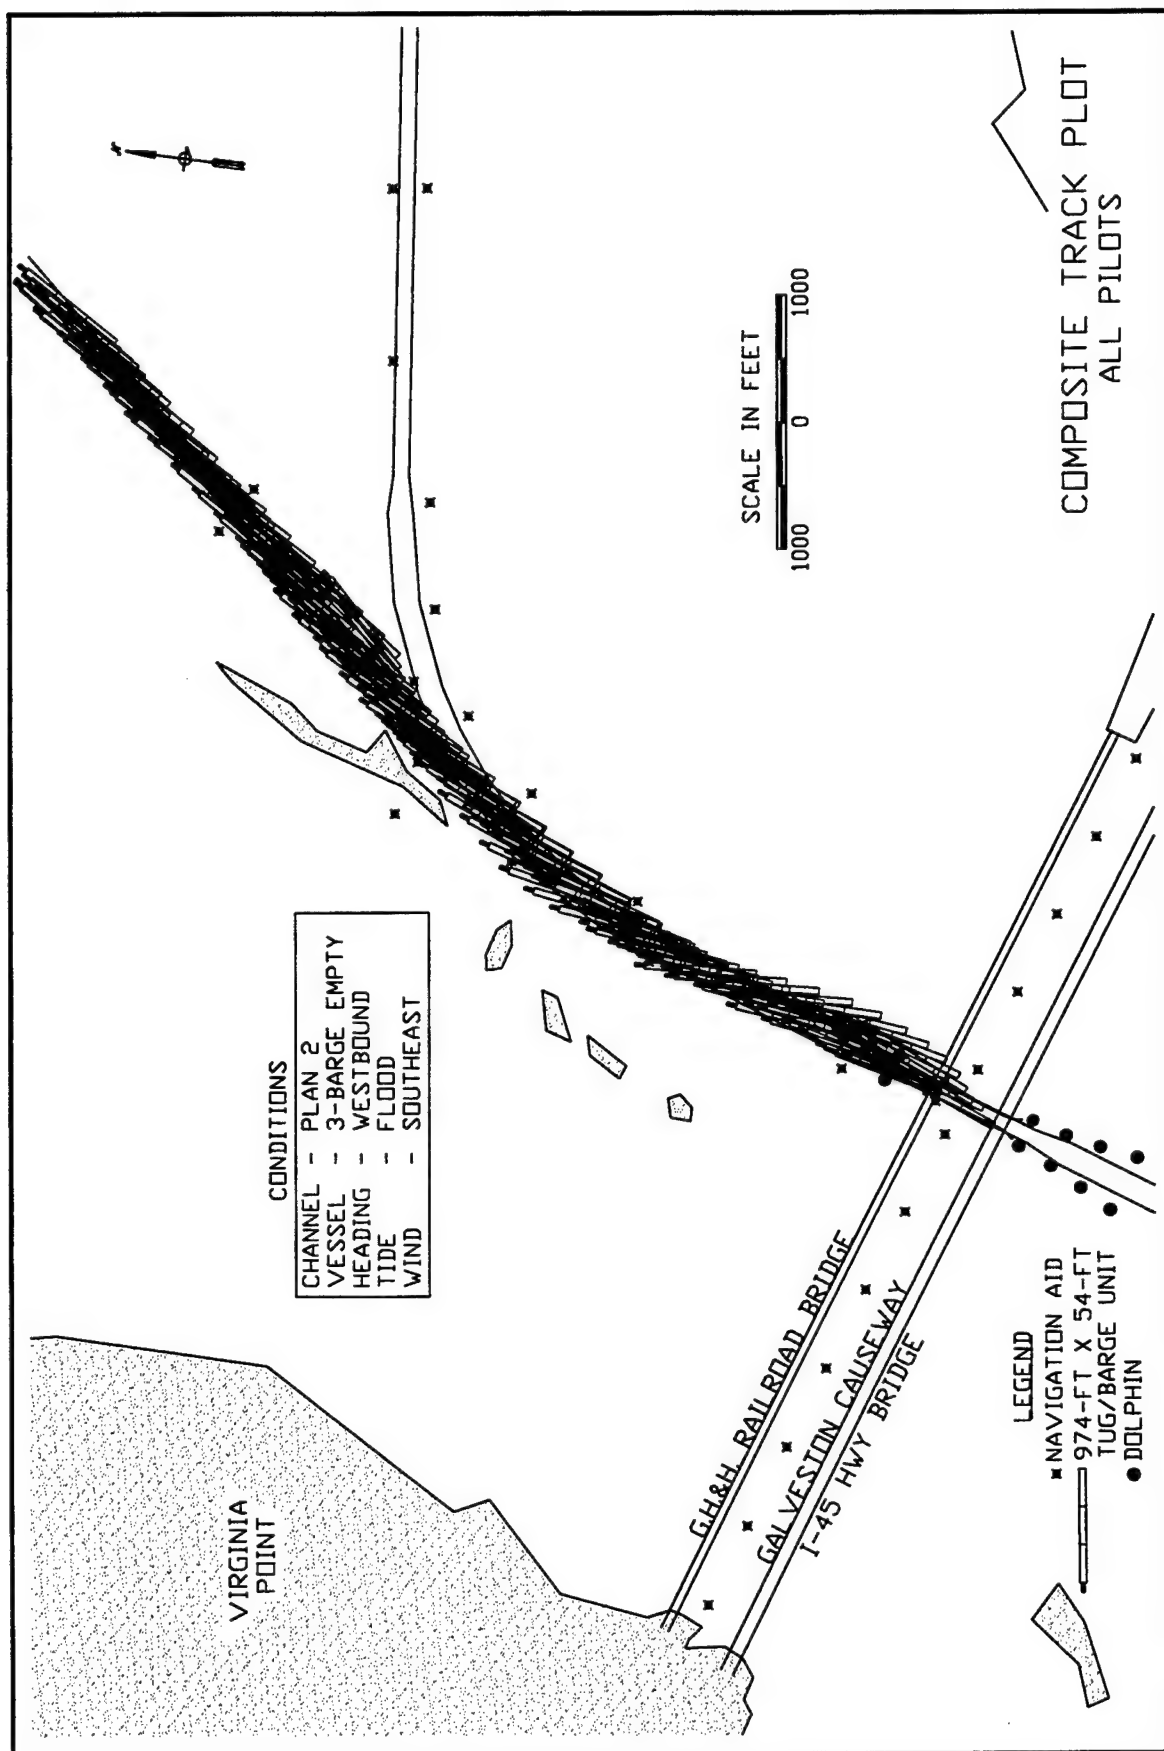 VIRGINIA
POINT
CONDITIONS
CHANNEL - PLAN 2
VESSEL - 3-BARGE EMPTY
HEADING - WESTBOUND
TIDE - FLOOD
WIND - SOUTHEAST
N
G.H.&H. RAILROAD BRIDGE
GALVESTON CAUSEWAY
I-45 HWY BRIDGE
SCALE IN FEET
1000 0 1000
LEGEND
NAVIGATION AID
974-FT X 54-FT
TUG/BARGE UNIT
DOLPHIN
COMPOSITE TRACK PLOT
ALL PILOTS